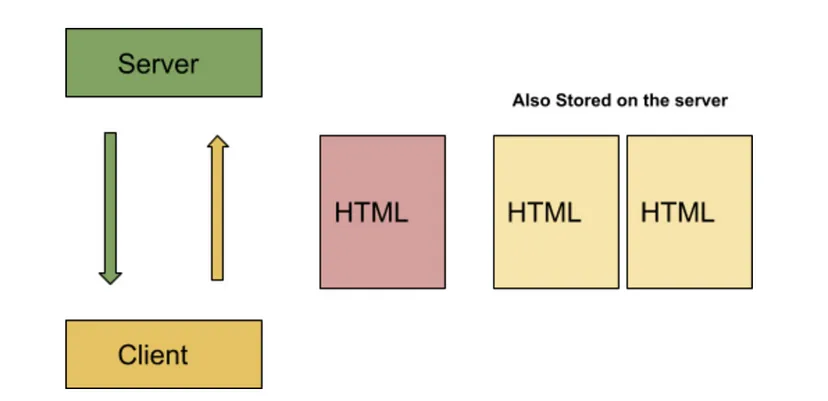 Server
Also Stored on the server
HTML
HTML
HTML
Client